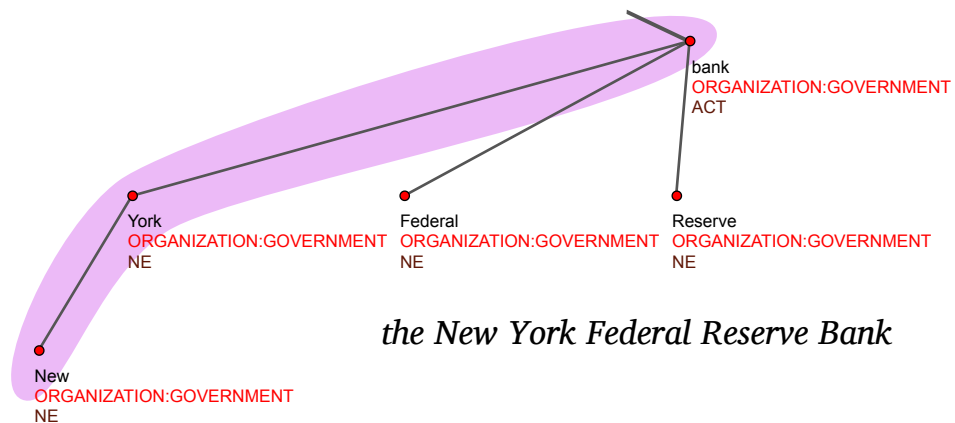 bank
ORGANIZATION:GOVERNMENT
ACT
York
ORGANIZATION:GOVERNMENT
NE
Federal
ORGANIZATION:GOVERNMENT
NE
Reserve
ORGANIZATION:GOVERNMENT
NE
the New York Federal Reserve Bank
New
ORGANIZATION:GOVERNMENT
NE